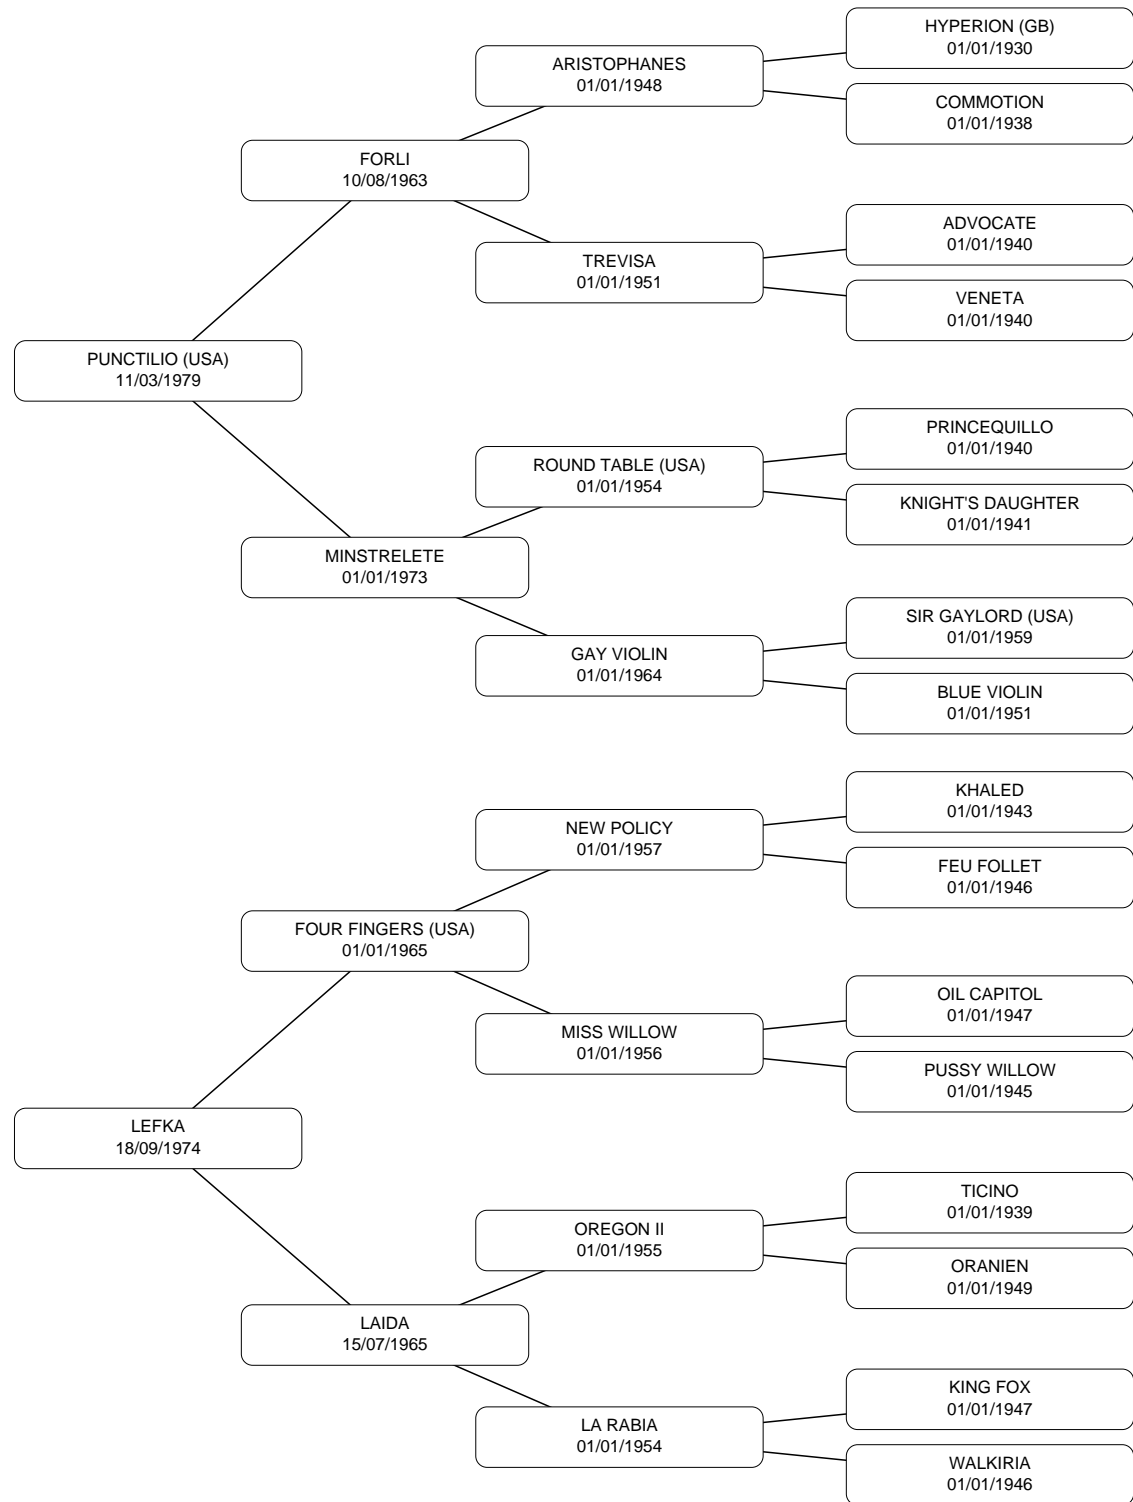 HYPERION (GB)
01/01/1930
ARISTOPHANES
01/01/1948
COMMOTION
01/01/1938
FORLI
10/08/1963
ADVOCATE
01/01/1940
TREVISA
01/01/1951
VENETA
01/01/1940
PUNCTILIO (USA)
11/03/1979
PRINCEQUILLO
01/01/1940
ROUND TABLE (USA)
01/01/1954
KNIGHT'S DAUGHTER
01/01/1941
MINSTRELETE
01/01/1973
SIR GAYLORD (USA)
01/01/1959
GAY VIOLIN
01/01/1964
BLUE VIOLIN
01/01/1951
KHALED
01/01/1943
NEW POLICY
01/01/1957
FEU FOLLET
01/01/1946
FOUR FINGERS (USA)
01/01/1965
OIL CAPITOL
01/01/1947
MISS WILLOW
01/01/1956
PUSSY WILLOW
01/01/1945
LEFKA
18/09/1974
TICINO
01/01/1939
OREGON II
01/01/1955
ORANIEN
01/01/1949
LAIDA
15/07/1965
KING FOX
01/01/1947
LA RABIA
01/01/1954
WALKIRIA
01/01/1946